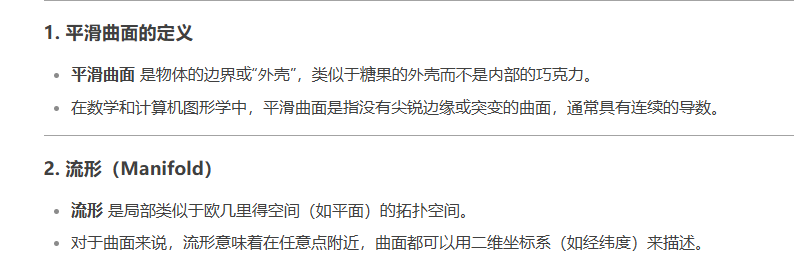 1. 平滑曲面的定义
平滑曲面 是物体的边界或“外壳”，类似于糖果的外壳而不是内部的巧克力。
在数学和计算机图形学中，平滑曲面是指没有尖锐边缘或突变的曲面，通常具有连续的导数。
2. 流形（Manifold）
流形 是局部类似于欧几里得空间（如平面）的拓扑空间。
对于曲面来说，流形意味着在任意点附近，曲面都可以用二维坐标系（如经纬度）来描述。